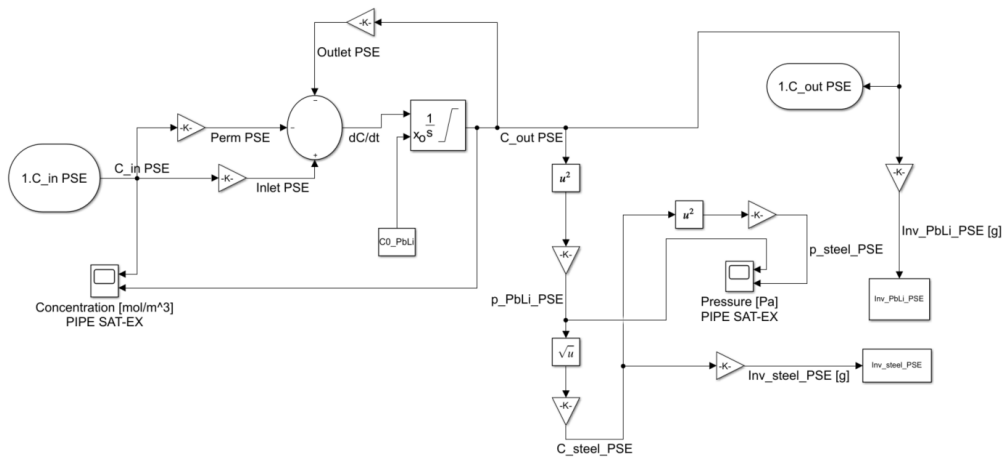 -K-
Outlet PSE
1.C_out PSE
-K-
Perm PSE
dC/dt
1
s
x₀
C_out PSE
1.C_in PSE
C_in PSE
-K-
Inlet PSE
u²
-K-
C0_PbLi
u²
-K-
Inv_PbLi_PSE [g]
-K-
p_steel_PSE
Concentration [mol/m^3]
PIPE SAT-EX
p_PbLi_PSE
Pressure [Pa]
PIPE SAT-EX
Inv_PbLi_PSE
√u
-K-
Inv_steel_PSE [g]
Inv_steel_PSE
-K-
C_steel_PSE